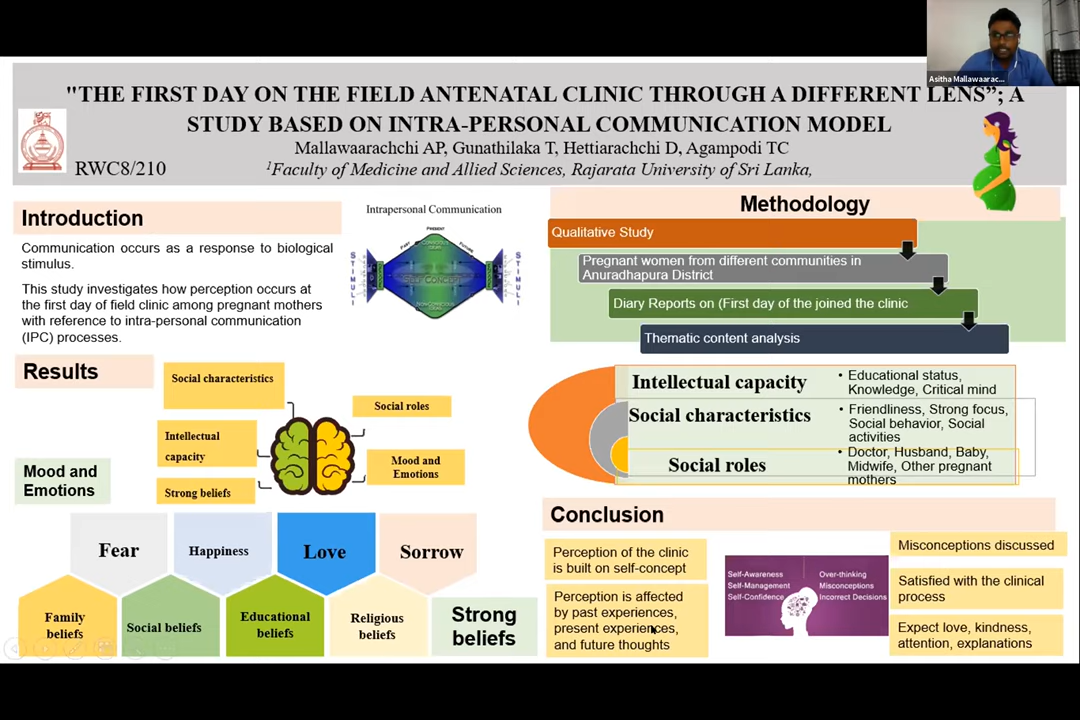 Asitha Mallawaarac...
"THE FIRST DAY ON THE FIELD ANTENATAL CLINIC THROUGH A DIFFERENT LENS”; A
STUDY BASED ON INTRA-PERSONAL COMMUNICATION MODEL
Mallawaarachchi AP, Gunathilaka T, Hettiarachchi D, Agampodi TC
RWC8/210
1Faculty of Medicine and Allied Sciences, Rajarata University of Sri Lanka,
Introduction
Communication occurs as a response to biological
stimulus.
This study investigates how perception occurs at
the first day of field clinic among pregnant mothers
with reference to intra-personal communication
(IPC) processes.
Intrapersonal Communication
PRESENT
PAST
FUTURE
STIMULI
STIMULI
Methodology
Qualitative Study
Pregnant women from different communities in
Anuradhapura District
Diary Reports on (First day of the joined the clinic
Thematic content analysis
Results
Social characteristics
Intellectual
capacity
Strong beliefs
Social roles
Mood and
Emotions
Mood and
Emotions
Fear
Happiness
Love
Sorrow
Family
beliefs
Social beliefs
Educational
beliefs
Religious
beliefs
Strong
beliefs
Intellectual capacity
• Educational status,
Knowledge, Critical mind
Social characteristics
• Friendliness, Strong focus,
Social behavior, Social
activities
Social roles
• Doctor, Husband, Baby,
Midwife, Other pregnant
mothers
Conclusion
Perception of the clinic
is built on self-concept
Perception is affected
by past experiences,
present experiences,
and future thoughts
Self-Awareness
Self-Management
Self-Confidence
Over-thinking
Misconceptions
Incorrect Decisions
Misconceptions discussed
Satisfied with the clinical
process
Expect love, kindness,
attention, explanations